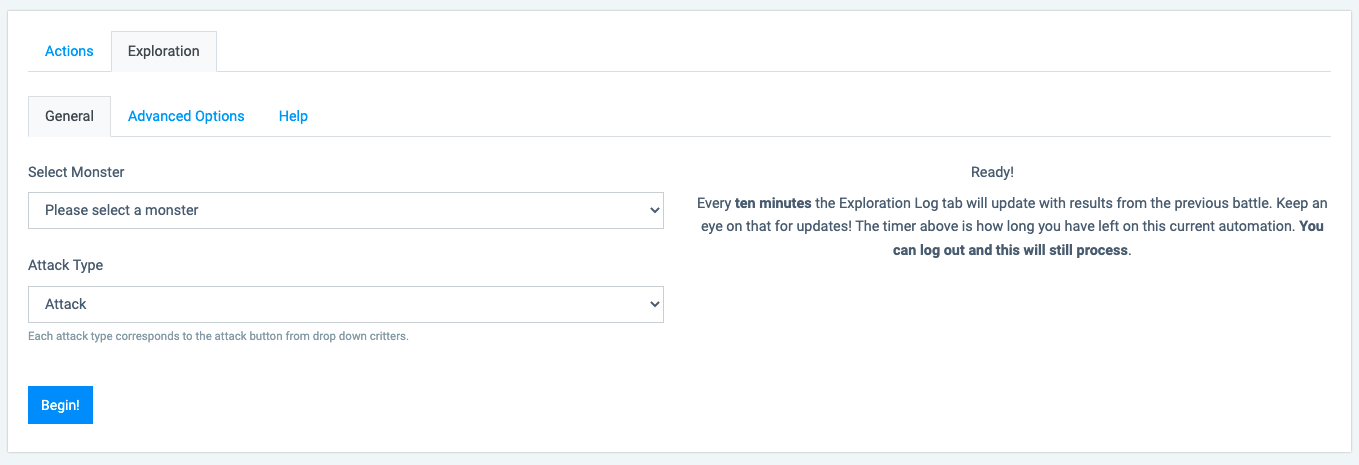 Actions Exploration
General Advanced Options Help
Select Monster
Please select a monster
Attack Type
Attack
Each attack type corresponds to the attack button from drop down critters.
Begin!
Ready!
Every ten minutes the Exploration Log tab will update with results from the previous battle. Keep an
eye on that for updates! The timer above is how long you have left on this current automation. You
can log out and this will still process.